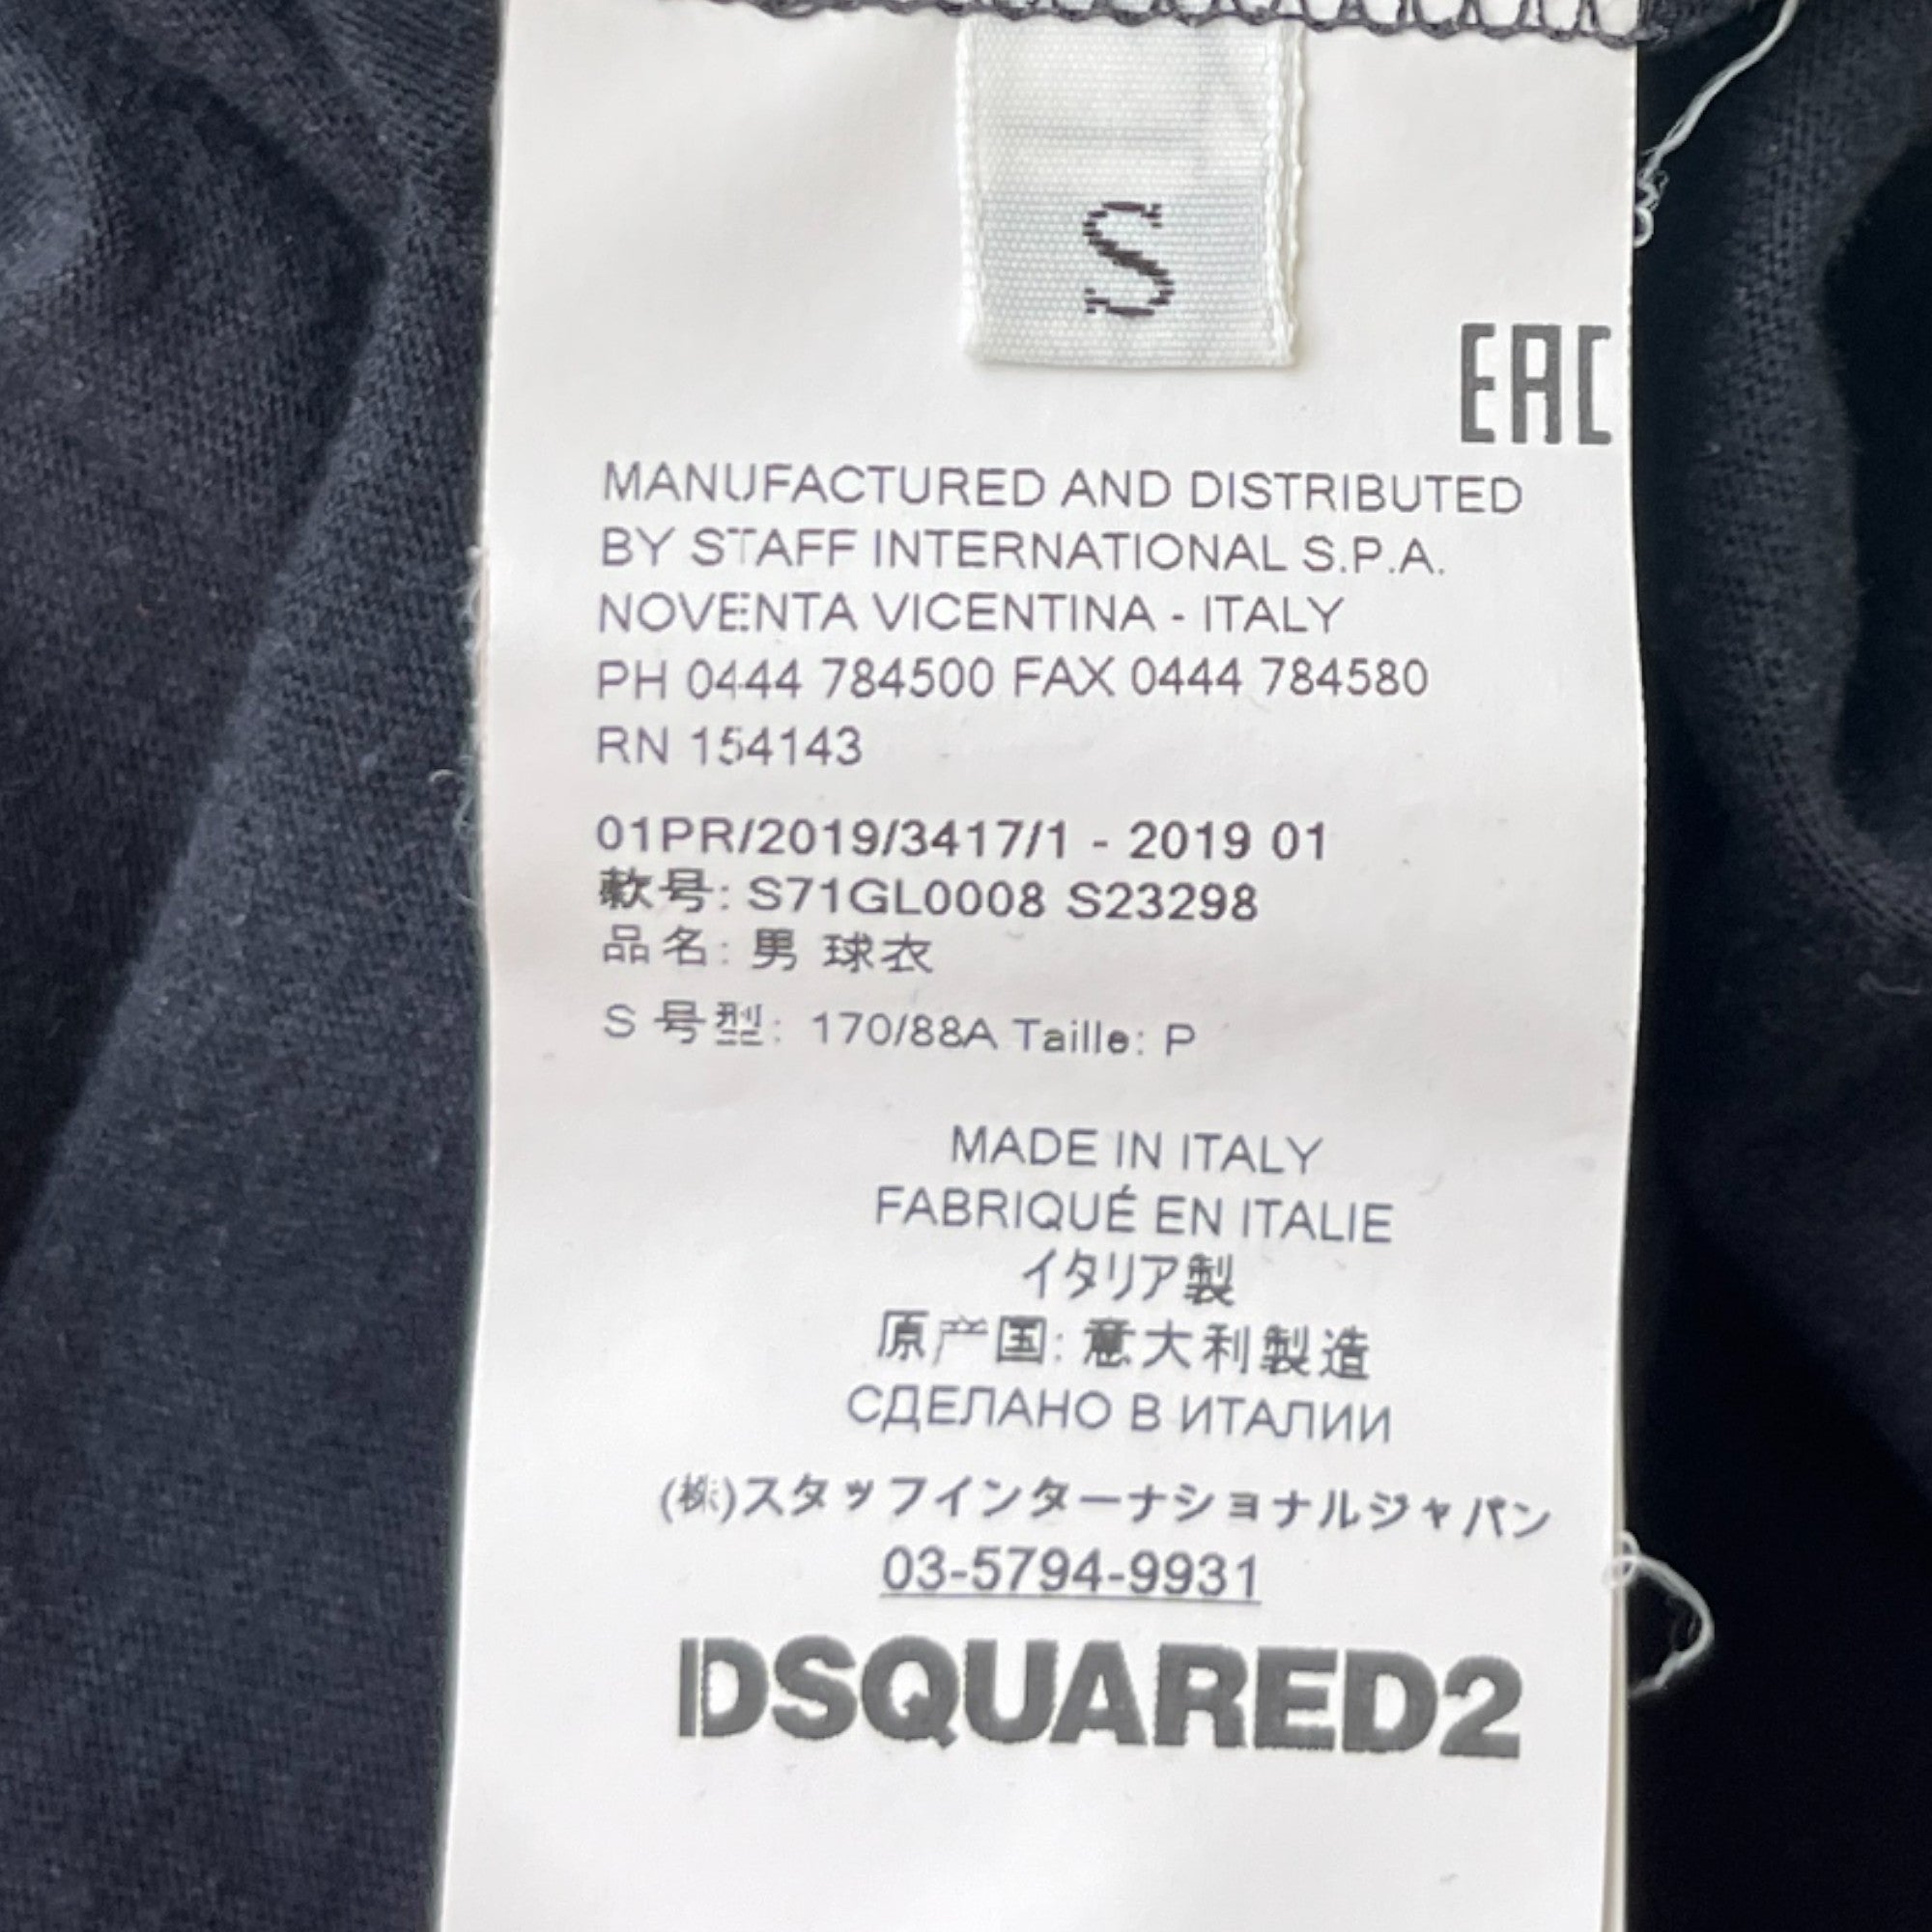 S
EAC
MANUFACTURED AND DISTRIBUTED
BY STAFF INTERNATIONAL S.P.A.
NOVENTA VICENTINA - ITALY
PH 0444 784500 FAX 0444 784580
RN 154143
01PR/2019/3417/1 - 2019 01
款号: S71GL0008 S23298
品名: 男 球衣
S 号型: 170/88A Taille: P
MADE IN ITALY
FABRIQUÉ EN ITALIE
イタリア製
原产国: 意大利製造
СДЕЛАНО В ИТАЛИИ
(株)スタッフインターナショナルジャパン
03-5794-9931
DSQUARED2